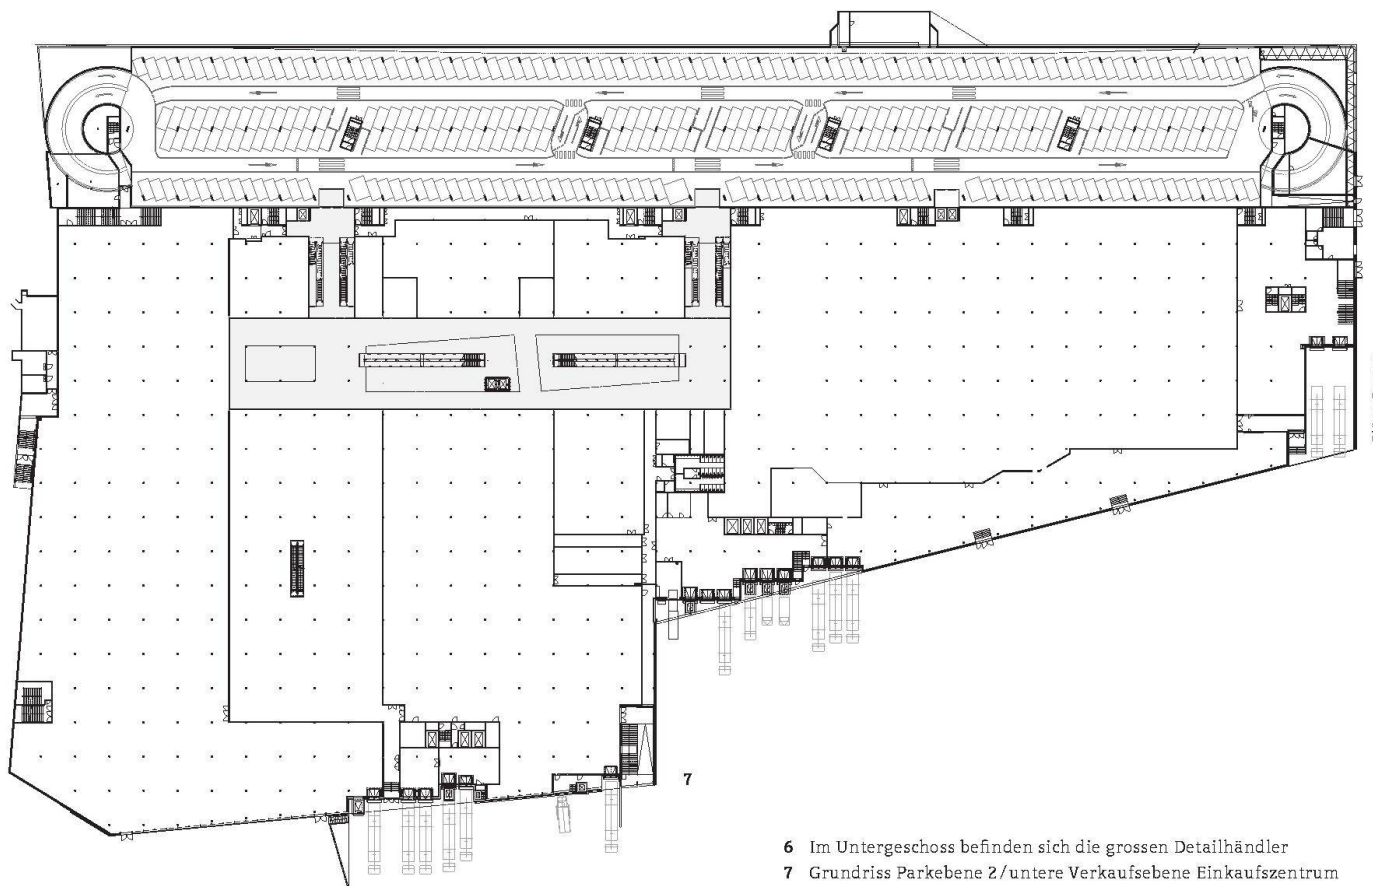 7
6 Im Untergeschoss befinden sich die grossen Detailhändler
7 Grundriss Parkebene 2/untere Verkaufsebene Einkaufszentrum